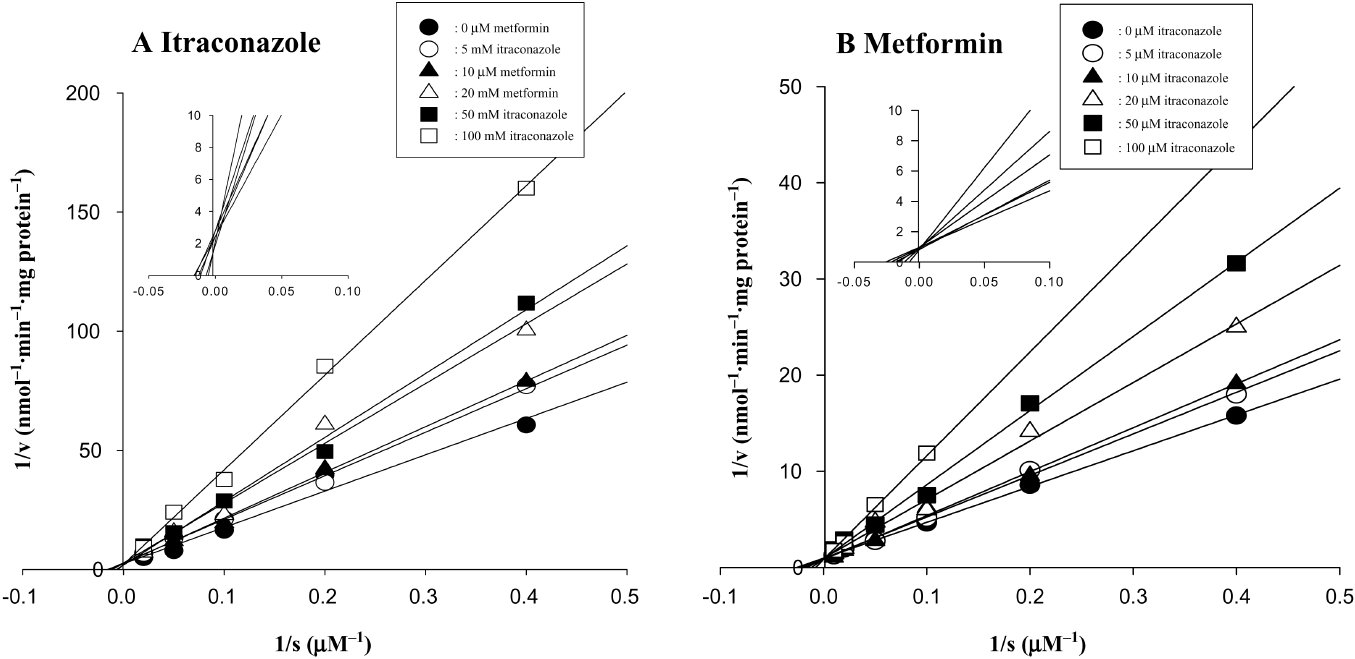 A Itraconazole
: 0 µM metformin
: 5 mM itraconazole
: 10 µM metformin
: 20 mM metformin
: 50 mM itraconazole
: 100 mM itraconazole
200
150
100
50
0
10
8
6
4
2
0
-0.05 0.00 0.05 0.10
-0.1 0.0 0.1 0.2 0.3 0.4 0.5
1/v (nmol⁻¹·min⁻¹·mg protein⁻¹)
1/s (µM⁻¹)
B Metformin
: 0 µM itraconazole
: 5 µM itraconazole
: 10 µM itraconazole
: 20 µM itraconazole
: 50 µM itraconazole
: 100 µM itraconazole
50
40
30
20
10
0
10
8
6
4
2
0
-0.05 0.00 0.05 0.10
-0.1 0.0 0.1 0.2 0.3 0.4 0.5
1/v (nmol⁻¹·min⁻¹·mg protein⁻¹)
1/s (µM⁻¹)